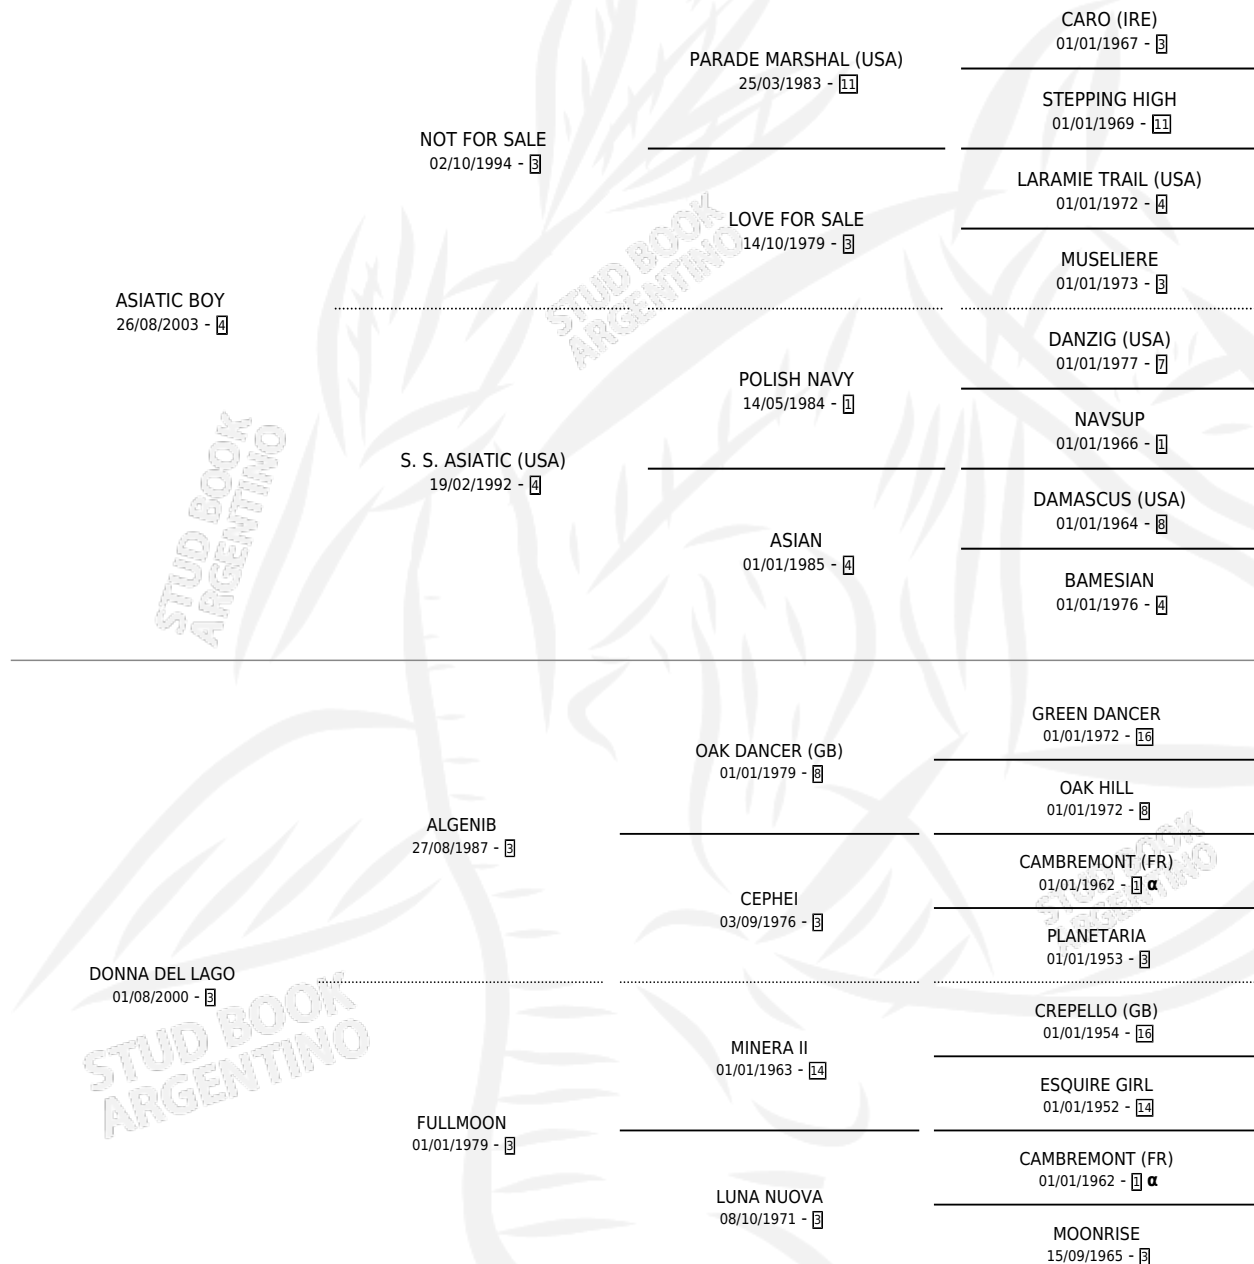 CARO (IRE)
01/01/1967 - 3
PARADE MARSHAL (USA)
25/03/1983 - 11
STEPPING HIGH
01/01/1969 - 11
NOT FOR SALE
02/10/1994 - 3
LARAMIE TRAIL (USA)
01/01/1972 - 4
LOVE FOR SALE
14/10/1979 - 3
MUSELIERE
01/01/1973 - 3
ASIATIC BOY
26/08/2003 - 4
DANZIG (USA)
01/01/1977 - 7
POLISH NAVY
14/05/1984 - 1
NAVSUP
01/01/1966 - 1
S. S. ASIATIC (USA)
19/02/1992 - 4
DAMASCUS (USA)
01/01/1964 - 8
ASIAN
01/01/1985 - 4
BAMESIAN
01/01/1976 - 4
GREEN DANCER
01/01/1972 - 16
OAK DANCER (GB)
01/01/1979 - 8
OAK HILL
01/01/1972 - 8
ALGENIB
27/08/1987 - 3
CAMBREMONT (FR)
01/01/1962 - 1 α
CEPHEI
03/09/1976 - 3
PLANETARIA
01/01/1953 - 3
DONNA DEL LAGO
01/08/2000 - 3
CREPELLO (GB)
01/01/1954 - 16
MINERA II
01/01/1963 - 14
ESQUIRE GIRL
01/01/1952 - 14
FULLMOON
01/01/1979 - 3
CAMBREMONT (FR)
01/01/1962 - 1 α
LUNA NUOVA
08/10/1971 - 3
MOONRISE
15/09/1965 - 3
STUD BOOK
ARGENTINO
STUD BOOK
ARGENTINO
STUD BOOK
ARGENTINO
STUD BOOK
ARGENTINO